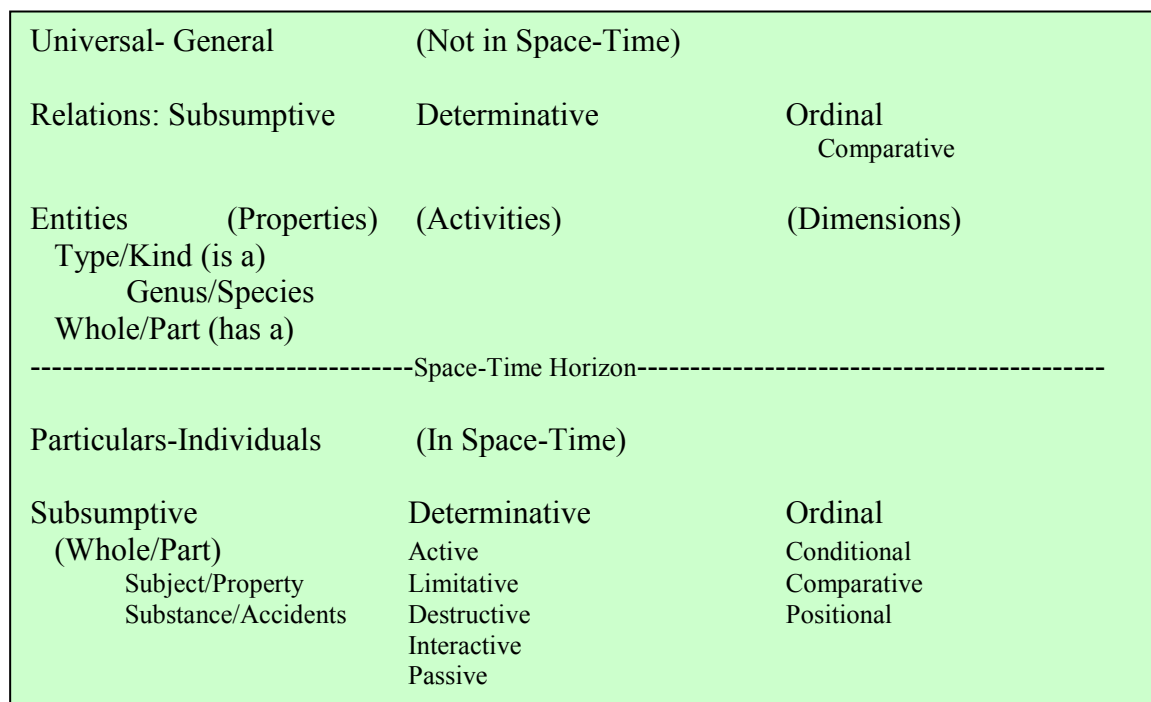 Universal- General (Not in Space-Time)
Relations: Subsumptive Determinative Ordinal
Comparative
Entities (Properties) (Activities) (Dimensions)
Type/Kind (is a)
Genus/Species
Whole/Part (has a)
------------------------------------Space-Time Horizon--------------------------------------------
Particulars-Individuals (In Space-Time)
Subsumptive Determinative Ordinal
(Whole/Part) Active Conditional
Subject/Property Limitative Comparative
Substance/Accidents Destructive Positional
Interactive
Passive